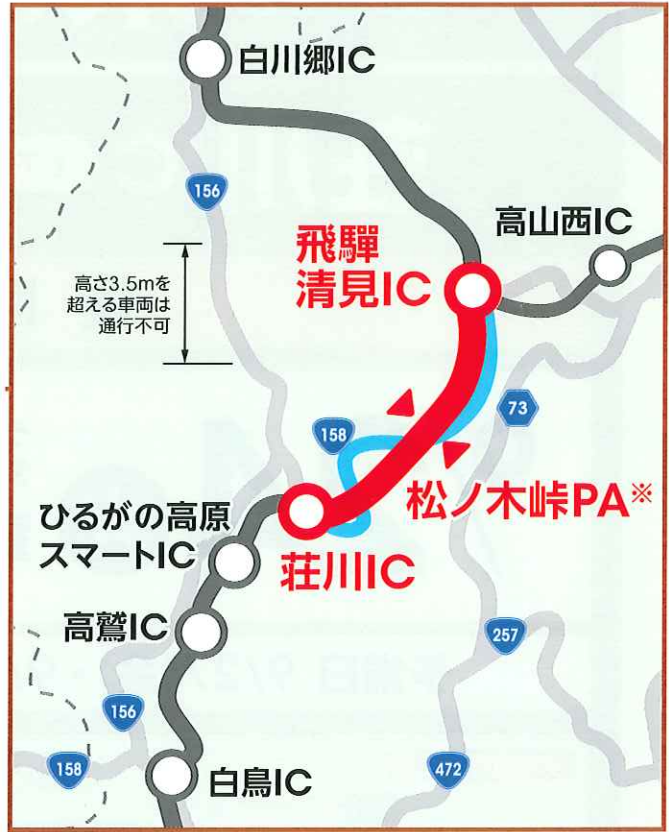 白川郷IC
156
高山西IC
飛驒
清見IC
高さ3.5mを
超える車両は
通行不可
73
158
松ノ木峠PA※
ひるがの高原
スマートIC
荘川IC
高鷲IC
257
156
158
白鳥IC
472